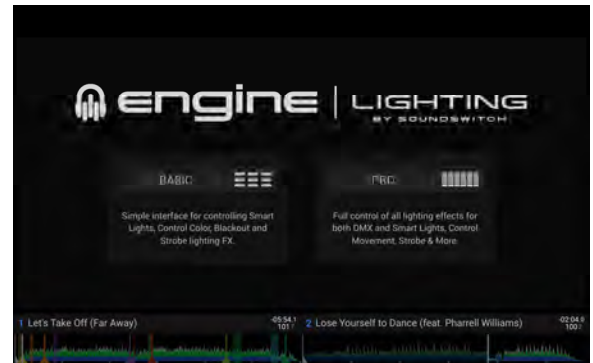 engine | LIGHTING
BY SOUNDSWITCH
BASIC
PRO
Simple interface for controlling Smart
Lights, Control Color, Blackout and
Strobe lighting FX.
Full control of all lighting effects for
both DMX and Smart Lights, Control
Movement, Strobe & More.
1 Let's Take Off (Far Away)
-05:54.1
101
2 Lose Yourself to Dance (feat. Pharrell Williams)
-02:04.9
100